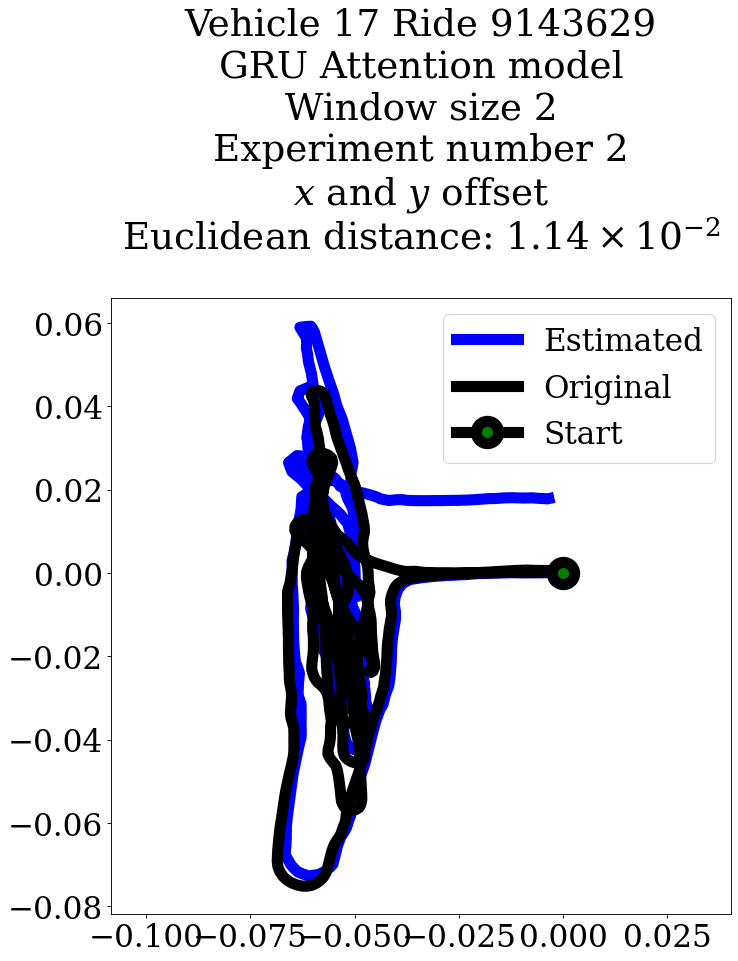 Vehicle 17 Ride 9143629
GRU Attention model
Window size 2
Experiment number 2
x and y offset
Euclidean distance: 1.14 × 10⁻²
Estimated
Original
Start
0.06
0.04
0.02
0.00
−0.02
−0.04
−0.06
−0.08
−0.100 −0.075 −0.050 −0.025 0.000 0.025